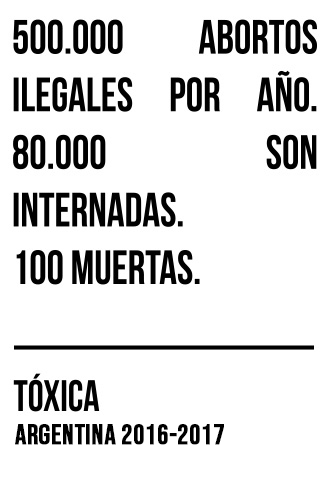 500.000 ABORTOS
ILEGALES POR AÑO.
80.000 SON
INTERNADAS.
100 MUERTAS.
TÓXICA
ARGENTINA 2016-2017